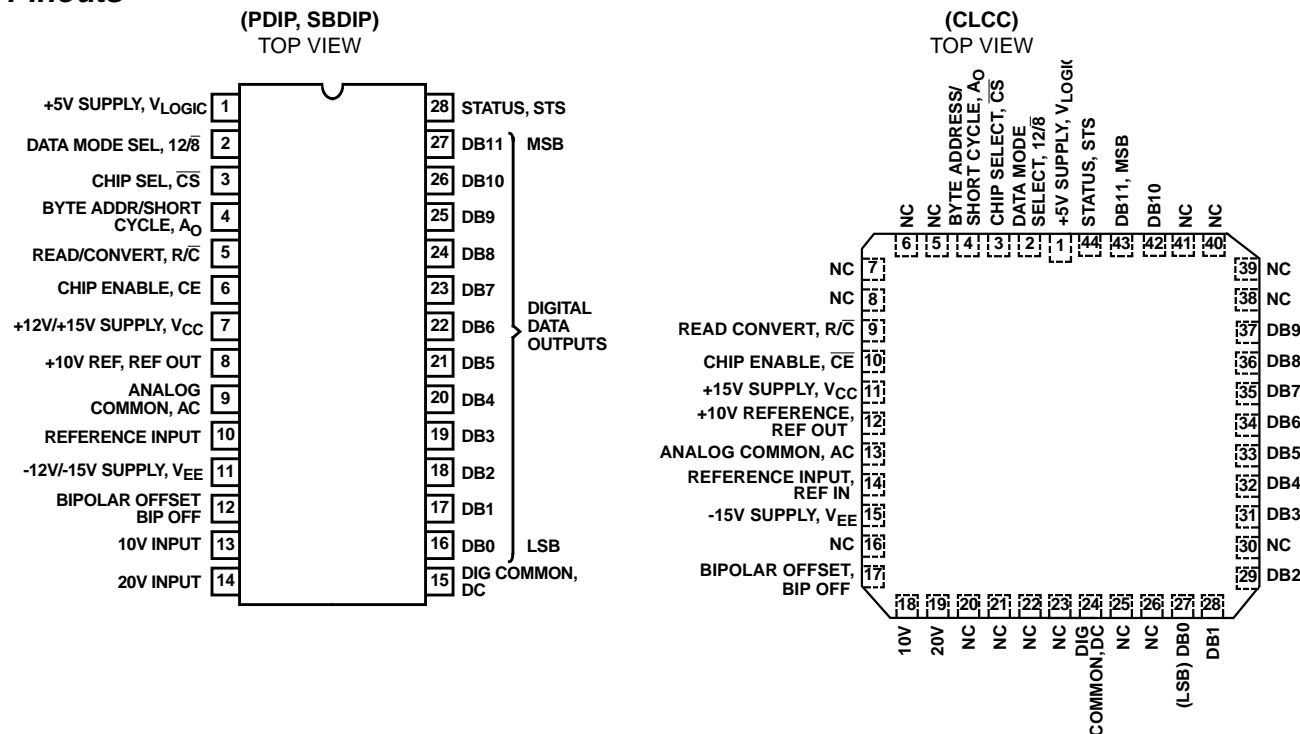 Pinouts
(PDIP, SBDIP)
TOP VIEW
+5V SUPPLY, VLOGIC 1
DATA MODE SEL, 12/8̅ 2
CHIP SEL, C̅S̅ 3
BYTE ADDR/SHORT
CYCLE, AO 4
READ/CONVERT, R/C̅ 5
CHIP ENABLE, CE 6
+12V/+15V SUPPLY, VCC 7
+10V REF, REF OUT 8
ANALOG
COMMON, AC 9
REFERENCE INPUT 10
-12V/-15V SUPPLY, VEE 11
BIPOLAR OFFSET
BIP OFF 12
10V INPUT 13
20V INPUT 14
28 STATUS, STS
27 DB11 MSB
26 DB10
25 DB9
24 DB8
23 DB7
22 DB6
21 DB5
20 DB4
19 DB3
18 DB2
17 DB1
16 DB0 LSB
15 DIG COMMON,
DC
DIGITAL
DATA
OUTPUTS
(CLCC)
TOP VIEW
NC 6
NC 5
BYTE ADDRESS/
SHORT CYCLE, AO 4
CHIP SELECT, C̅S̅ 3
DATA MODE
SELECT, 12/8̅ 2
+5V SUPPLY, VLOGIC 1
STATUS, STS 44
DB11, MSB 43
DB10 42
NC 41
NC 40
NC 7
NC 8
READ CONVERT, R/C̅ 9
CHIP ENABLE, C̅E̅ 10
+15V SUPPLY, VCC 11
+10V REFERENCE,
REF OUT 12
ANALOG COMMON, AC 13
REFERENCE INPUT,
REF IN 14
-15V SUPPLY, VEE 15
NC 16
BIPOLAR OFFSET,
BIP OFF 17
39 NC
38 NC
37 DB9
36 DB8
35 DB7
34 DB6
33 DB5
32 DB4
31 DB3
30 NC
29 DB2
18 10V
19 20V
20 NC
21 NC
22 NC
23 NC
24 DIG
COMMON, DC
25 NC
26 NC
27 (LSB) DB0
28 DB1